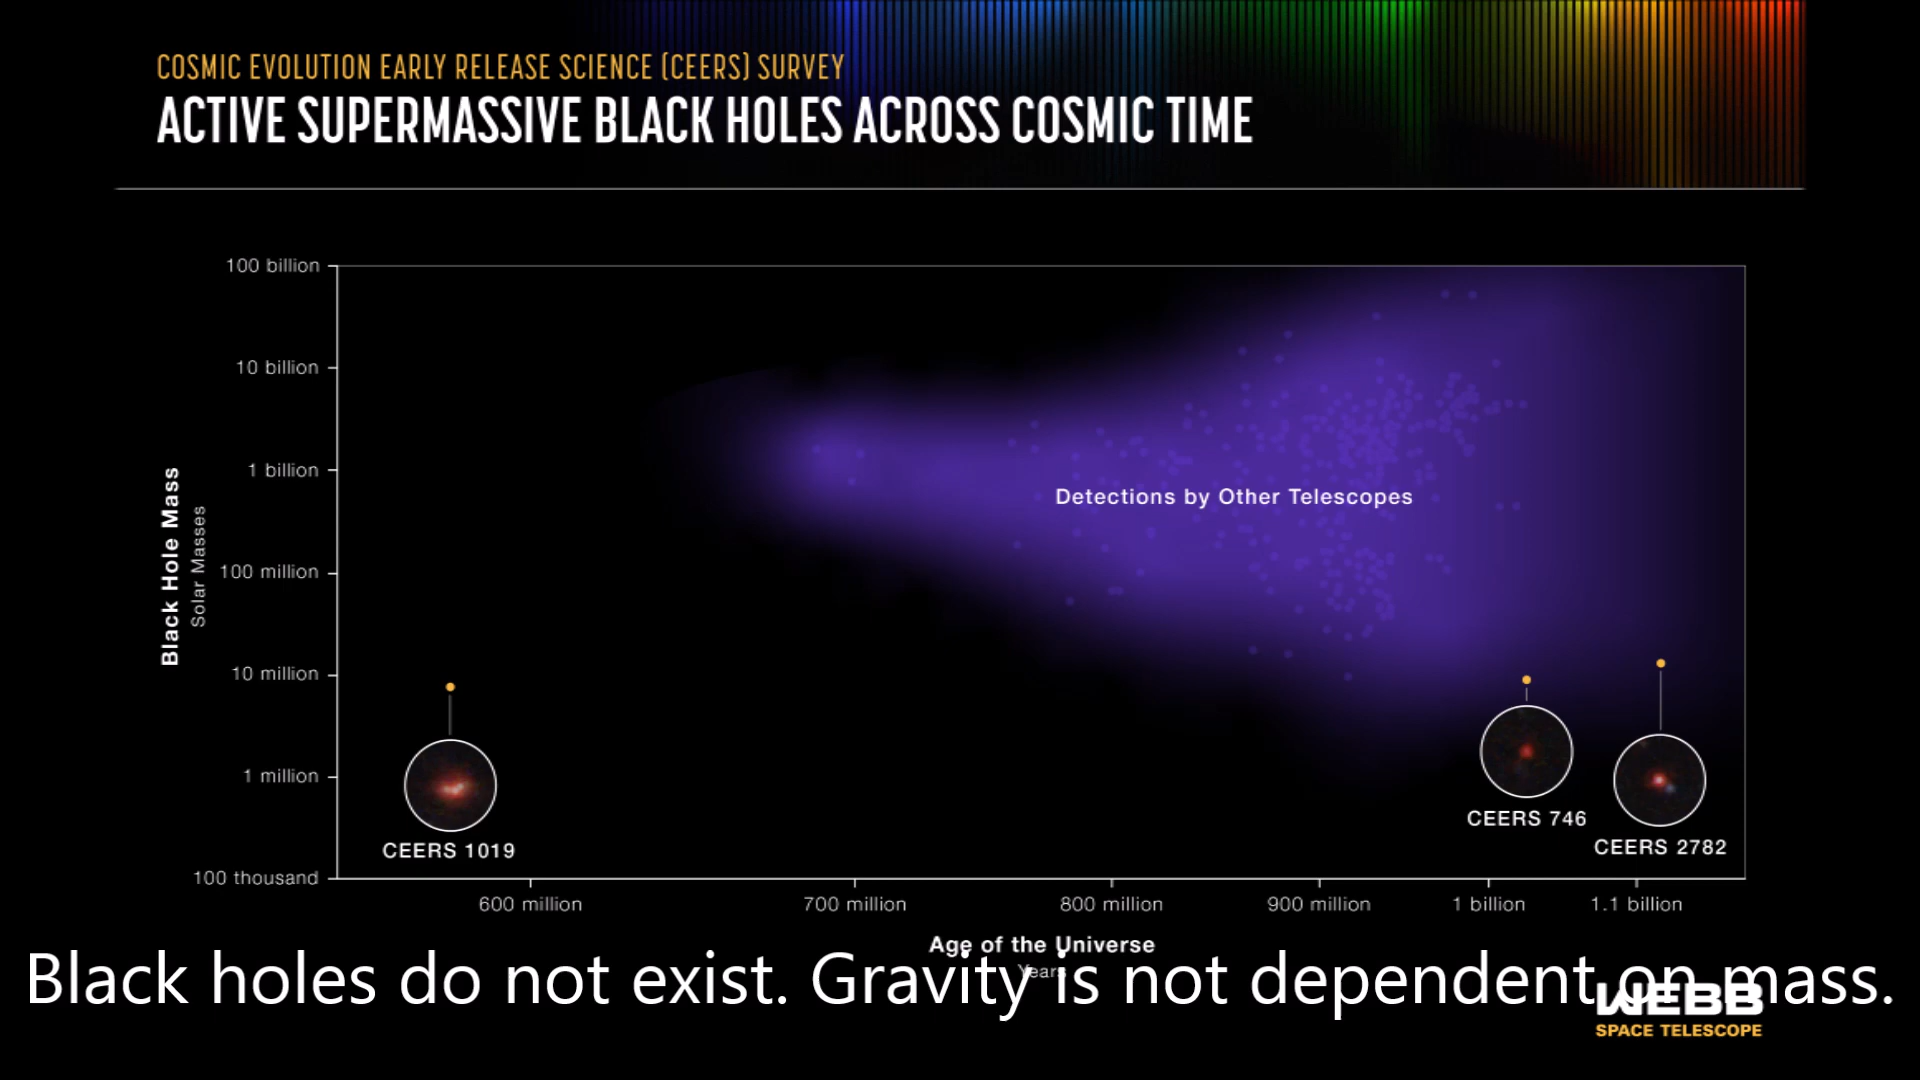 COSMIC EVOLUTION EARLY RELEASE SCIENCE (CEERS) SURVEY
ACTIVE SUPERMASSIVE BLACK HOLES ACROSS COSMIC TIME
100 billion
10 billion
1 billion
100 million
10 million
1 million
100 thousand
Black Hole Mass
Solar Masses
Detections by Other Telescopes
CEERS 1019
CEERS 746
CEERS 2782
600 million
700 million
800 million
900 million
1 billion
1.1 billion
Age of the Universe
Years
Black holes do not exist. Gravity is not dependent on mass.
WEBB
SPACE TELESCOPE